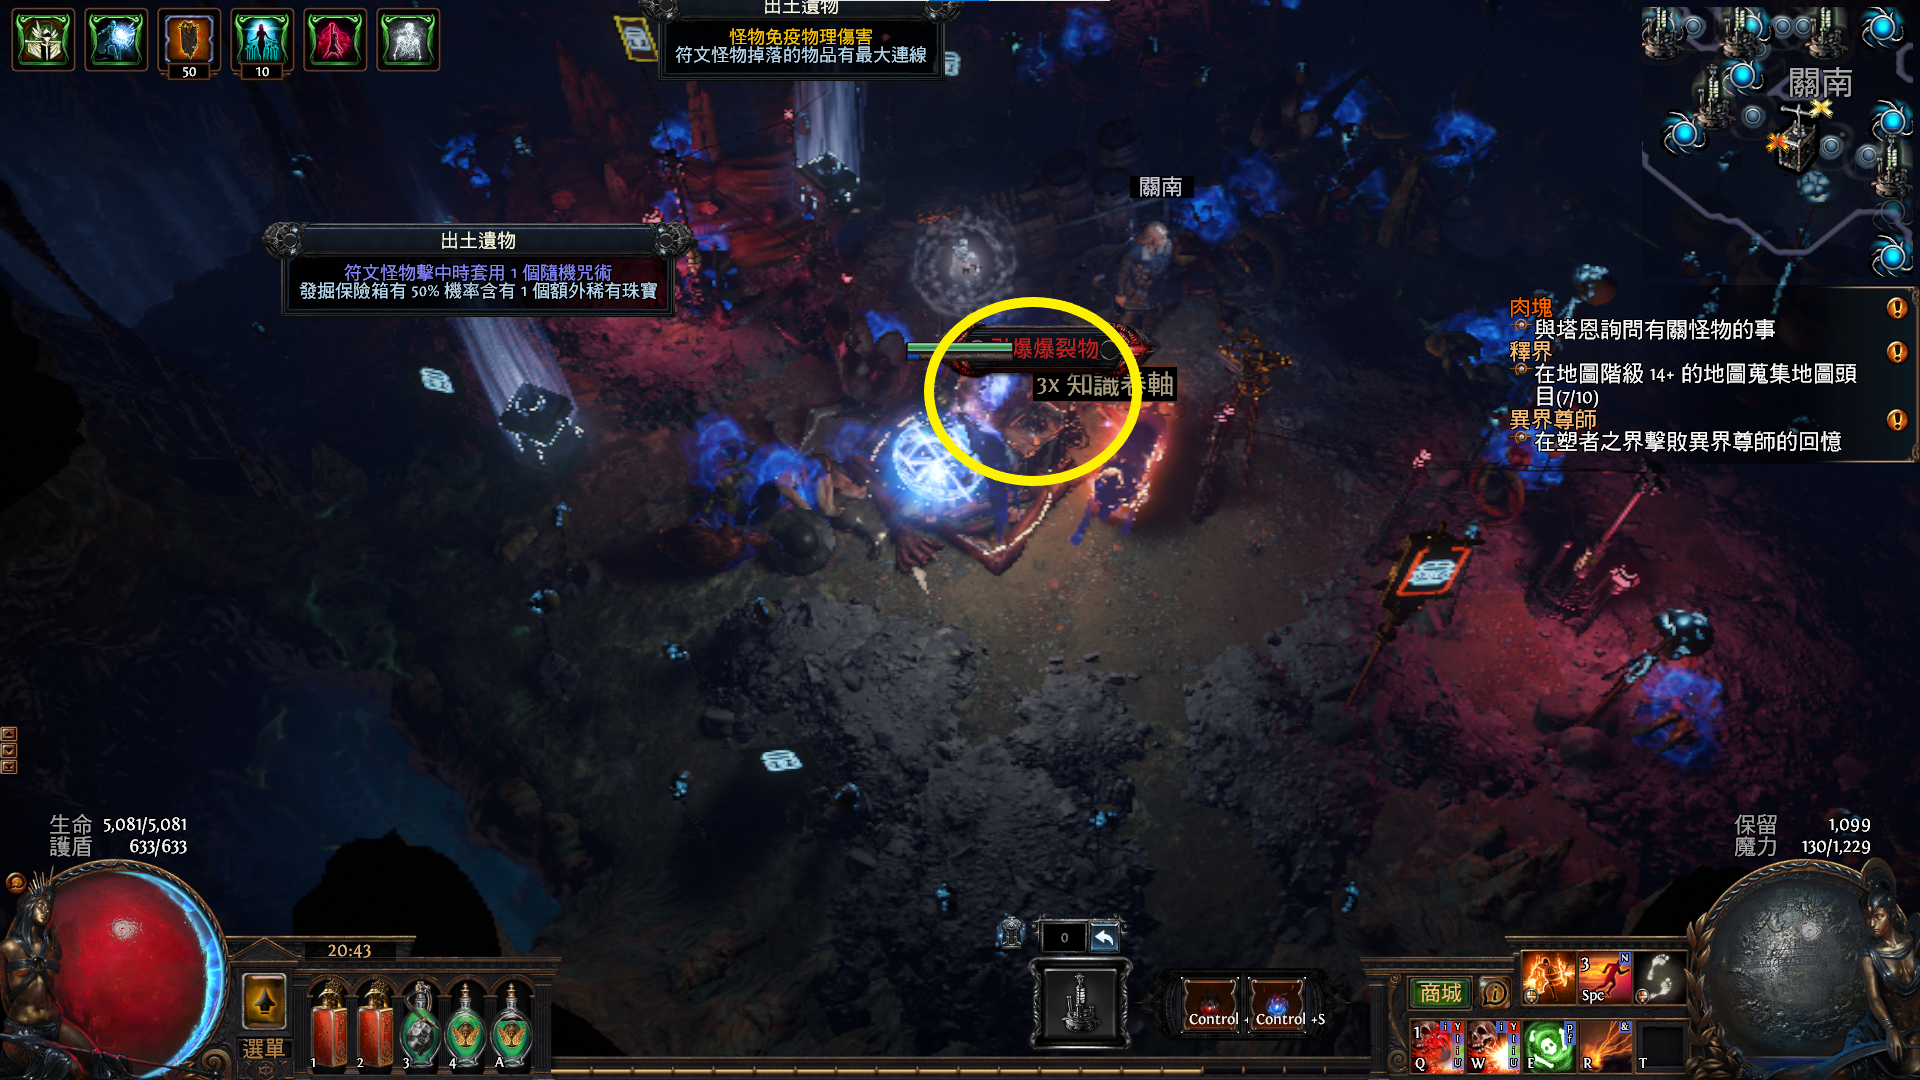 出土遺物
怪物免疫物理傷害
符文怪物掉落的物品有最大連線
50
10
關南
關南
出土遺物
符文怪物擊中時套用 1 個隨機咒術
發掘保險箱有 50% 機率含有 1 個額外稀有珠寶
引爆爆裂物
3x 知識卷軸
肉塊
與塔恩詢問有關怪物的事
釋界
在地圖階級 14+ 的地圖蒐集地圖頭
目(7/10)
異界尊師
在塑者之界擊敗異界尊師的回憶
生命 5,081/5,081
護盾 633/633
保留 1,099
魔力 130/1,229
20:43
選單
1 2 3 4 A
0
Control +
Control +S
商城
3 N
Spc
1 Q W E R T